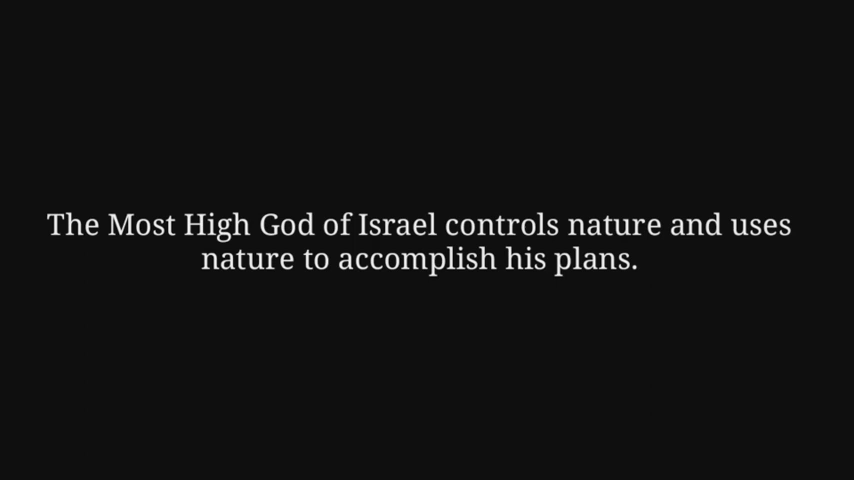 The Most High God of Israel controls nature and uses
nature to accomplish his plans.